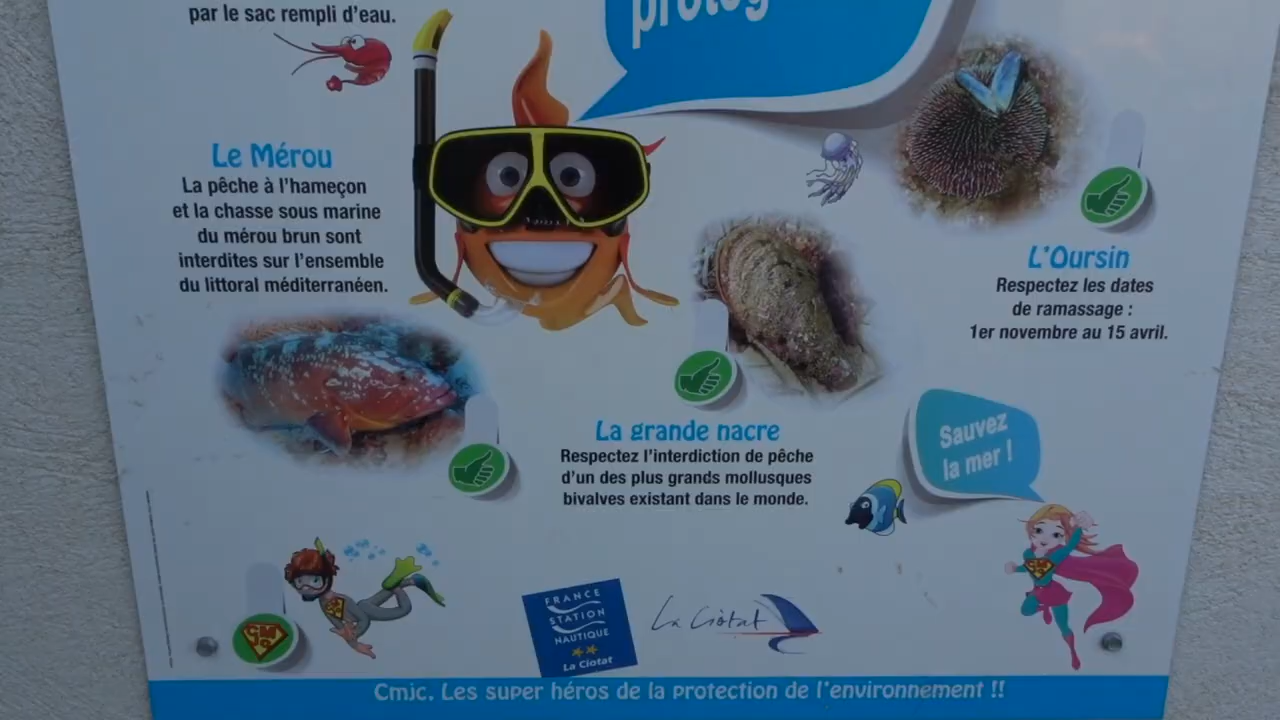 par le sac rempli d'eau.
Le Mérou
La pêche à l'hameçon
et la chasse sous marine
du mérou brun sont
interdites sur l'ensemble
du littoral méditerranéen.
L'Oursin
Respectez les dates
de ramassage :
1er novembre au 15 avril.
La grande nacre
Respectez l'interdiction de pêche
d'un des plus grands mollusques
bivalves existant dans le monde.
Sauvez
la mer !
FRANCE
STATION
NAUTIQUE
La Ciotat
La Ciotat
Cmjc. Les super héros de la protection de l'environnement !!